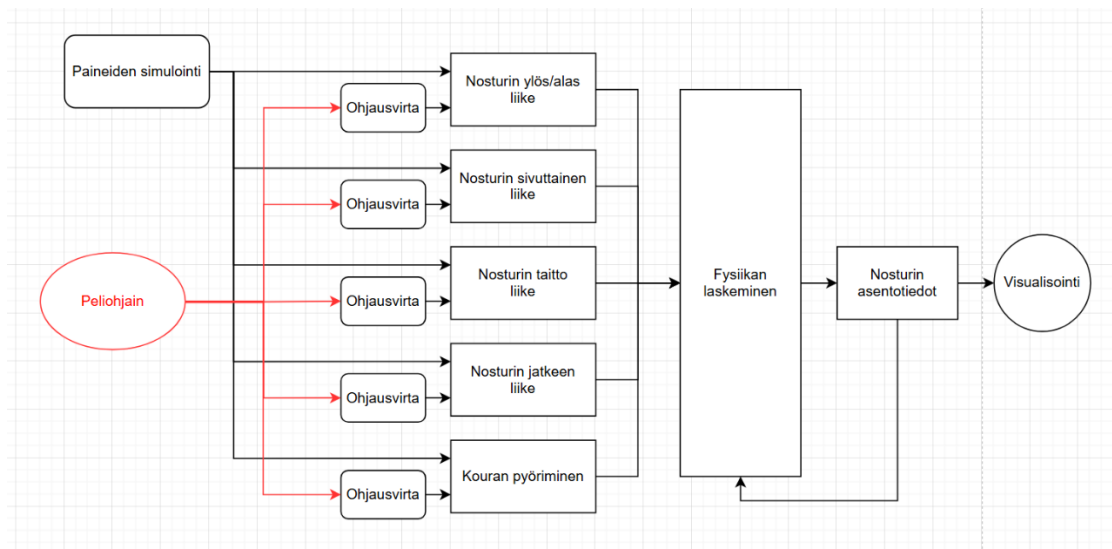 Paineiden simulointi
Nosturin ylös/alas
liike
Ohjausvirta
Nosturin sivuttainen
liike
Ohjausvirta
Nosturin taitto
liike
Ohjausvirta
Peliohjain
Nosturin jatkeen
liike
Ohjausvirta
Kouran pyöriminen
Ohjausvirta
Fysiikan
laskeminen
Nosturin
asentotiedot
Visualisointi